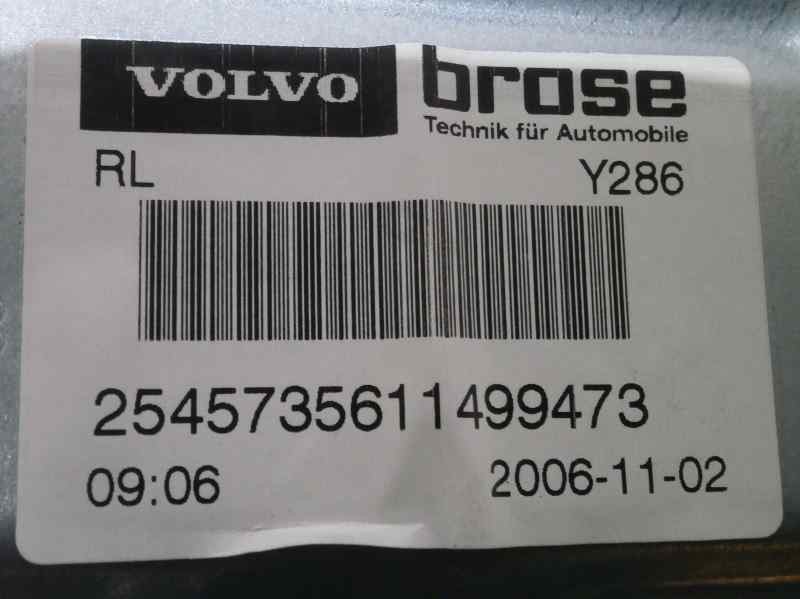 VOLVO brose
Technik für Automobile
RL Y286
2545735611499473
09:06 2006-11-02